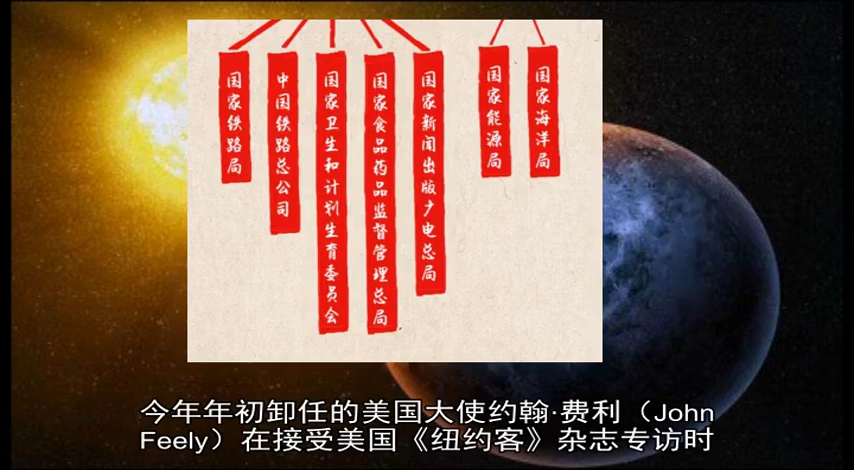 国家铁路局
中国铁路总公司
国家卫生和计划生育委员会
国家食品药品监督管理总局
国家新闻出版广电总局
国家能源局
国家海洋局
今年年初卸任的美国大使约翰·费利（John
Feely）在接受美国《纽约客》杂志专访时